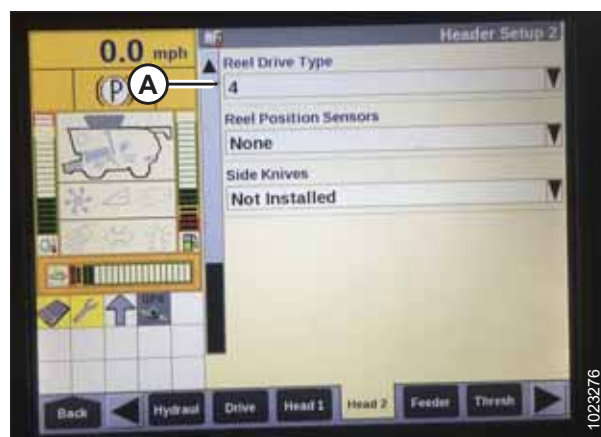 0.0 mph
Header Setup 2
Reel Drive Type
(P)
A
4
Reel Position Sensors
None
Side Knives
Not Installed
Back
Hydraul
Drive
Head 1
Head 2
Feeder
Thresh
1023276